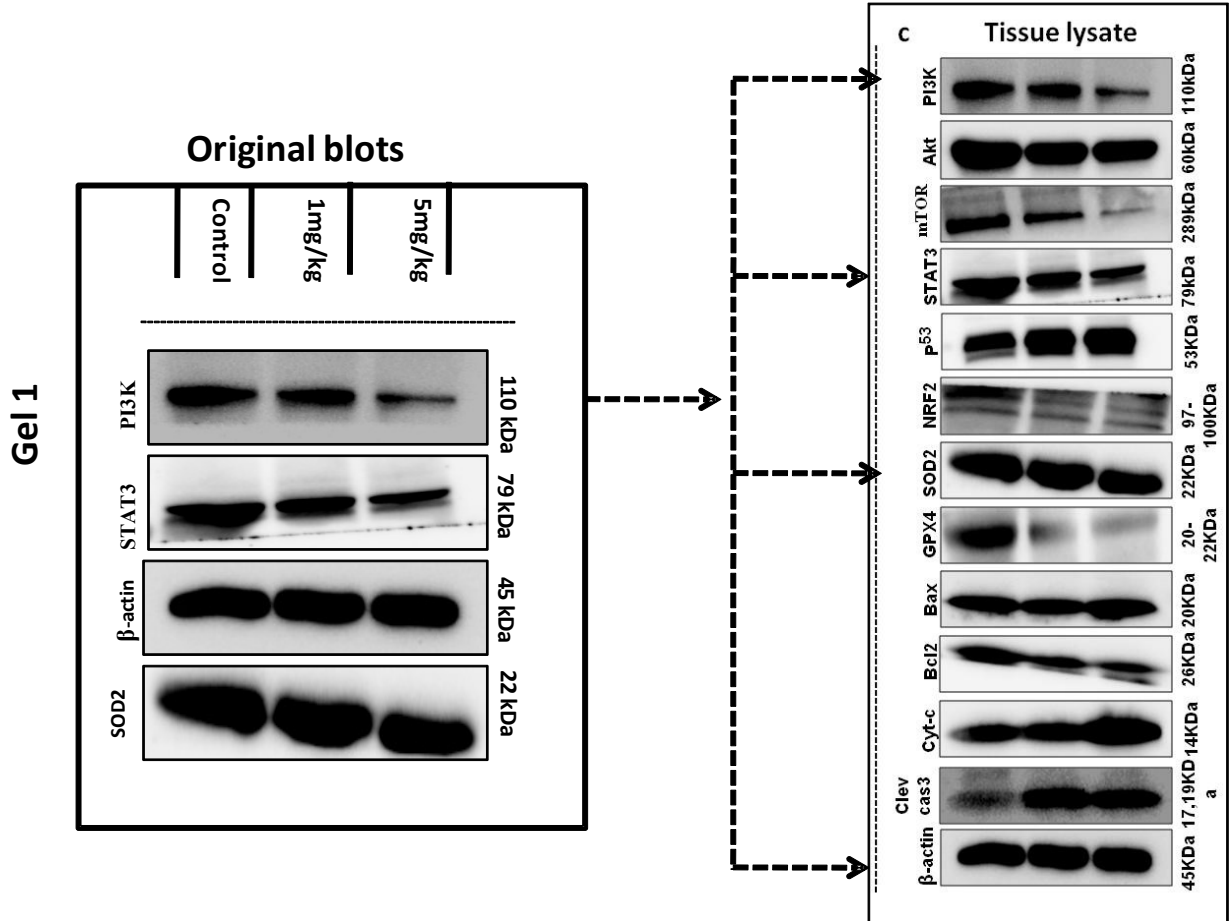 Gel 1
Original blots
Control
1mg/kg
5mg/kg
PI3K
110 kDa
STAT3
79 kDa
β-actin
45 kDa
SOD2
22 kDa
c
Tissue lysate
PI3K
110kDa
Akt
60kDa
mTOR
289kDa
STAT3
79kDa
P53
53KDa
NRF2
97-
100KDa
SOD2
22KDa
GPX4
20-
22KDa
Bax
20KDa
Bcl2
26KDa
Cyt-c
14KDa
Clev
cas3
17,19KD
a
β-actin
45KDa